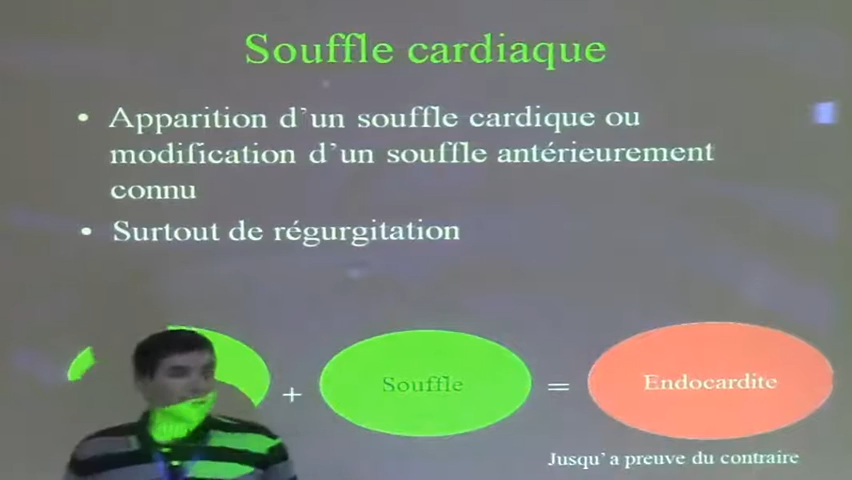 Souffle cardiaque
• Apparition d'un souffle cardique ou
modification d'un souffle antérieurement
connu
• Surtout de régurgitation
+ Souffle = Endocardite
Jusqu'a preuve du contraire